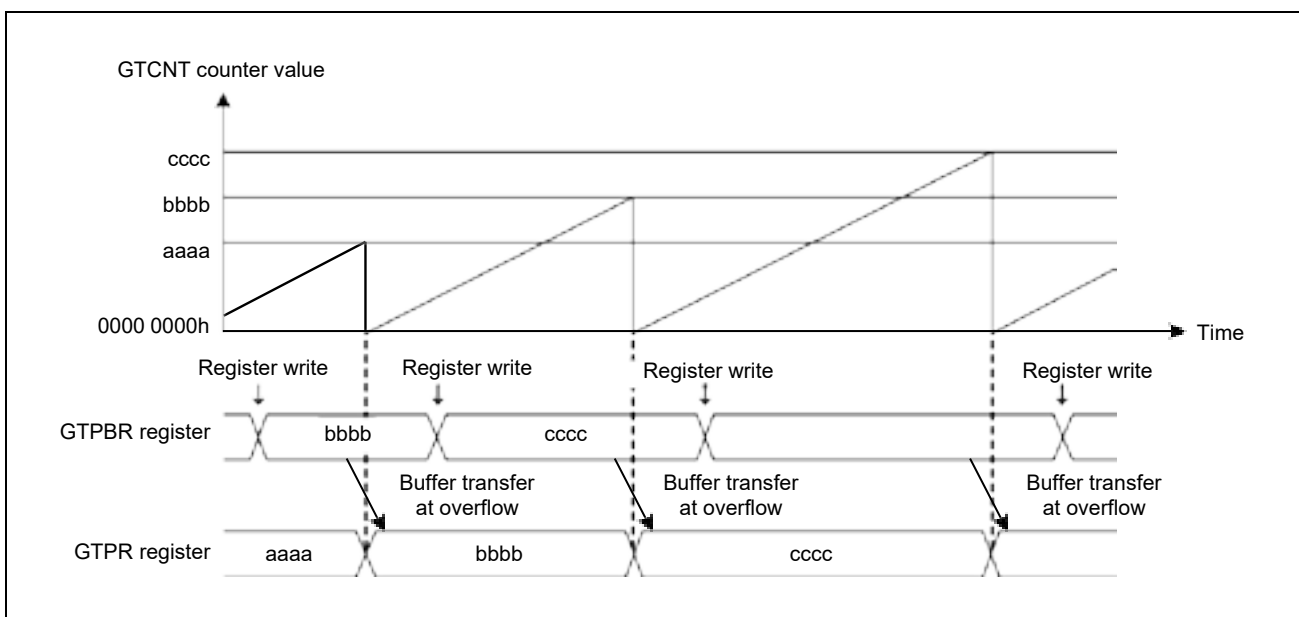 GTCNT counter value
cccc
bbbb
aaaa
0000 0000h
Time
Register write
Register write
Register write
Register write
GTPBR register
bbbb
cccc
Buffer transfer
at overflow
Buffer transfer
at overflow
Buffer transfer
at overflow
GTPR register
aaaa
bbbb
cccc